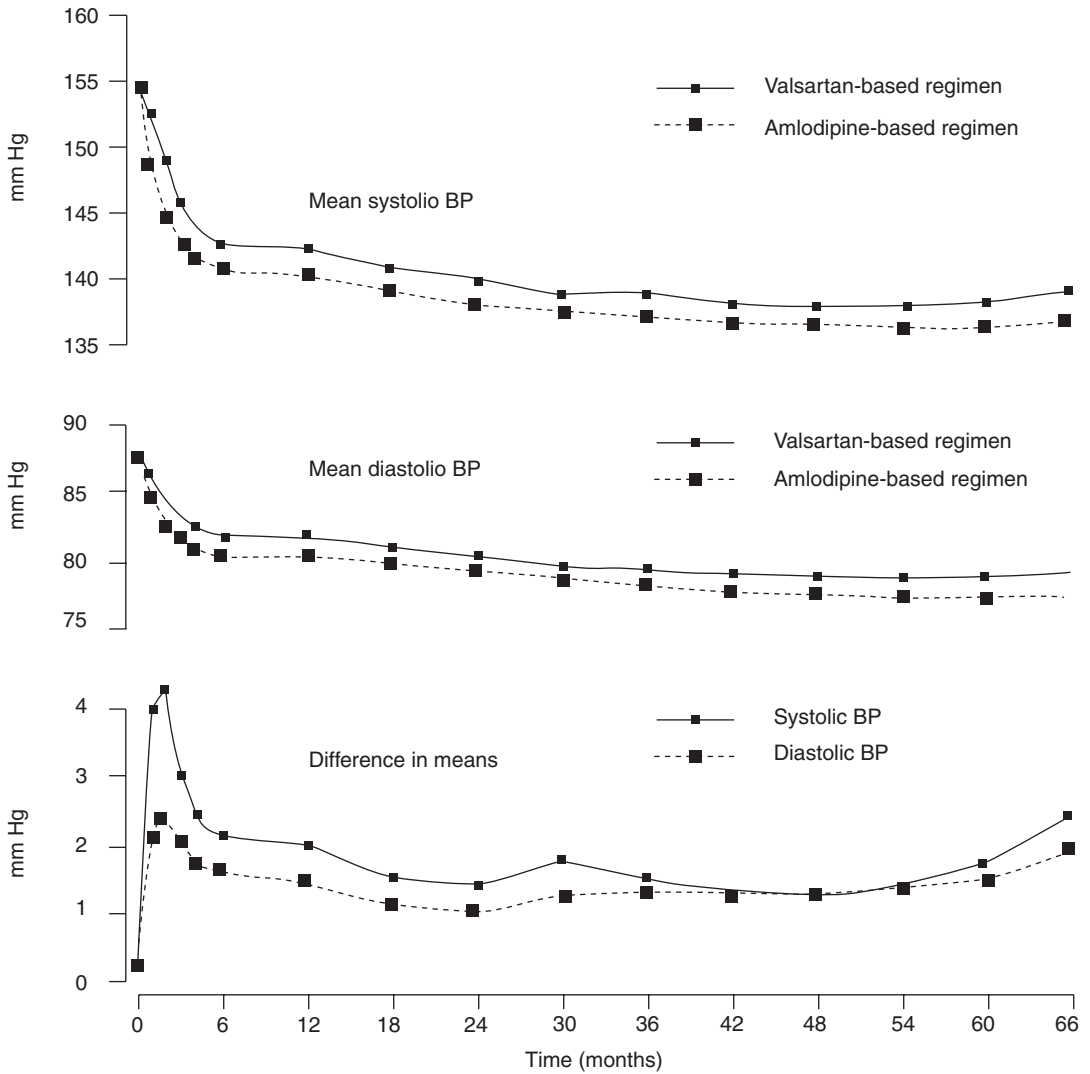 160
155
150
145
140
135
mm Hg
Valsartan-based regimen
Amlodipine-based regimen
Mean systolio BP
90
85
80
75
mm Hg
Valsartan-based regimen
Amlodipine-based regimen
Mean diastolio BP
4
3
2
1
0
mm Hg
Systolic BP
Diastolic BP
Difference in means
0 6 12 18 24 30 36 42 48 54 60 66
Time (months)